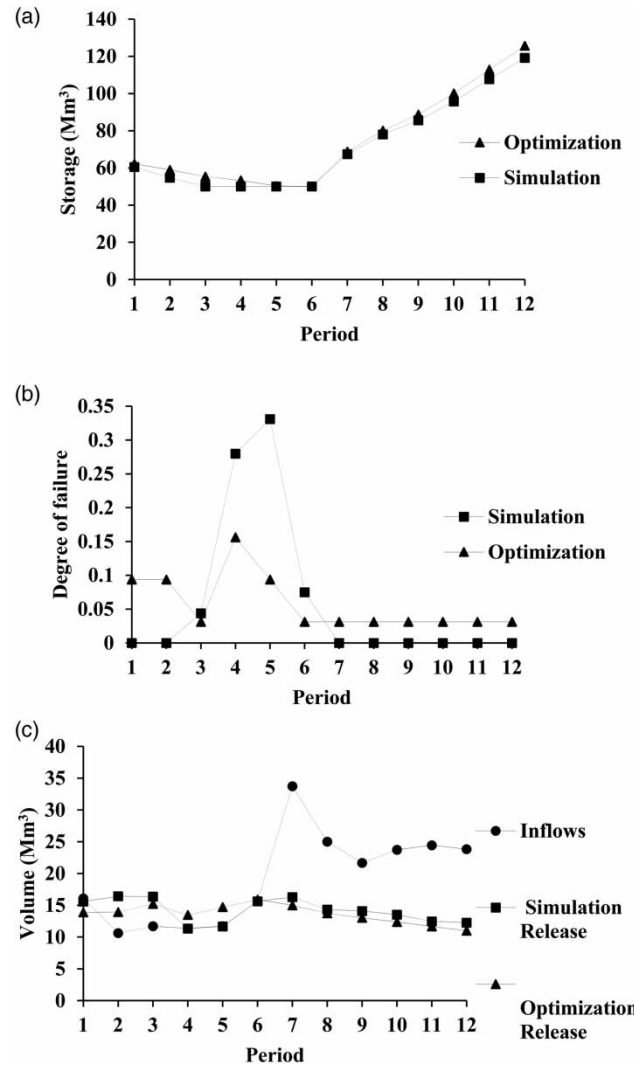 (a)
140
120
100
80
60
40
20
0
Storage (Mm³)
1 2 3 4 5 6 7 8 9 10 11 12
Period
Optimization
Simulation
(b)
0.35
0.3
0.25
0.2
0.15
0.1
0.05
0
Degree of failure
1 2 3 4 5 6 7 8 9 10 11 12
Period
Simulation
Optimization
(c)
40
35
30
25
20
15
10
5
0
Volume (Mm³)
1 2 3 4 5 6 7 8 9 10 11 12
Period
Inflows
Simulation
Release
Optimization
Release